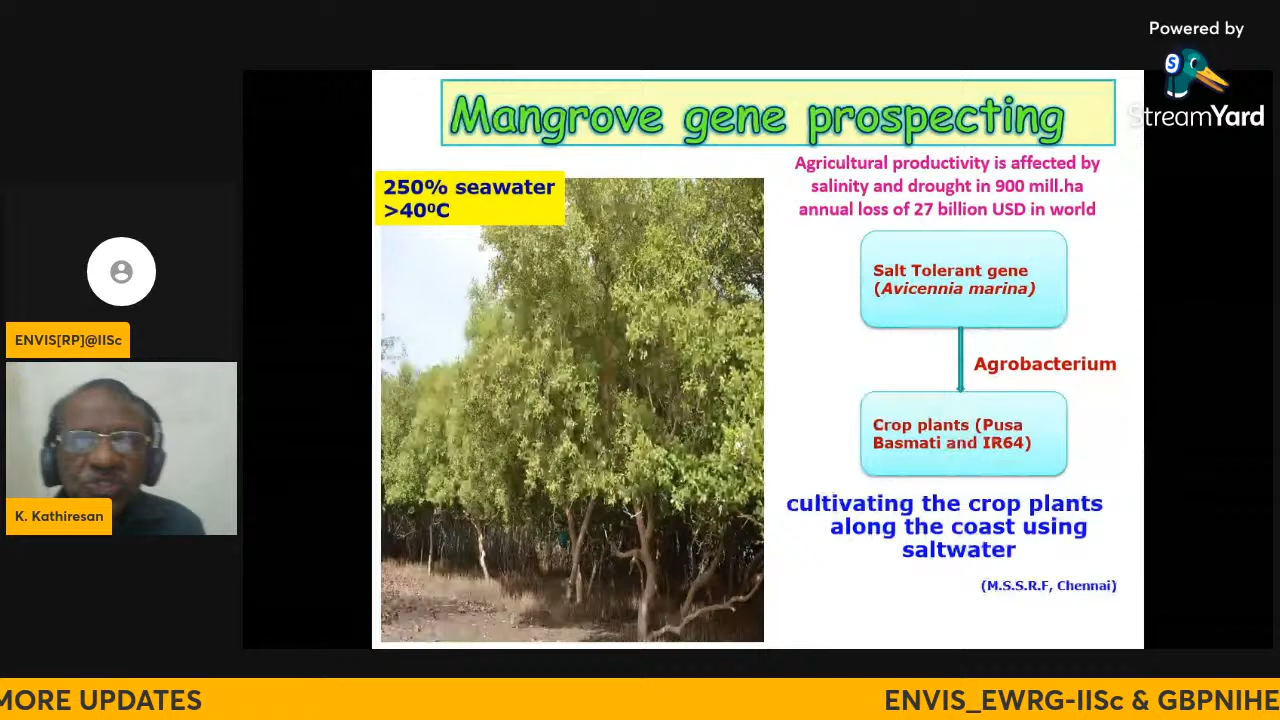 Powered by
S
StreamYard
Mangrove gene prospecting
250% seawater
>40⁰C
Agricultural productivity is affected by
salinity and drought in 900 mill.ha
annual loss of 27 billion USD in world
Salt Tolerant gene
(Avicennia marina)
Agrobacterium
Crop plants (Pusa
Basmati and IR64)
cultivating the crop plants
along the coast using
saltwater
(M.S.S.R.F, Chennai)
ENVIS[RP]@IISc
K. Kathiresan
MORE UPDATES
ENVIS_EWRG-IISc & GBPNIHE